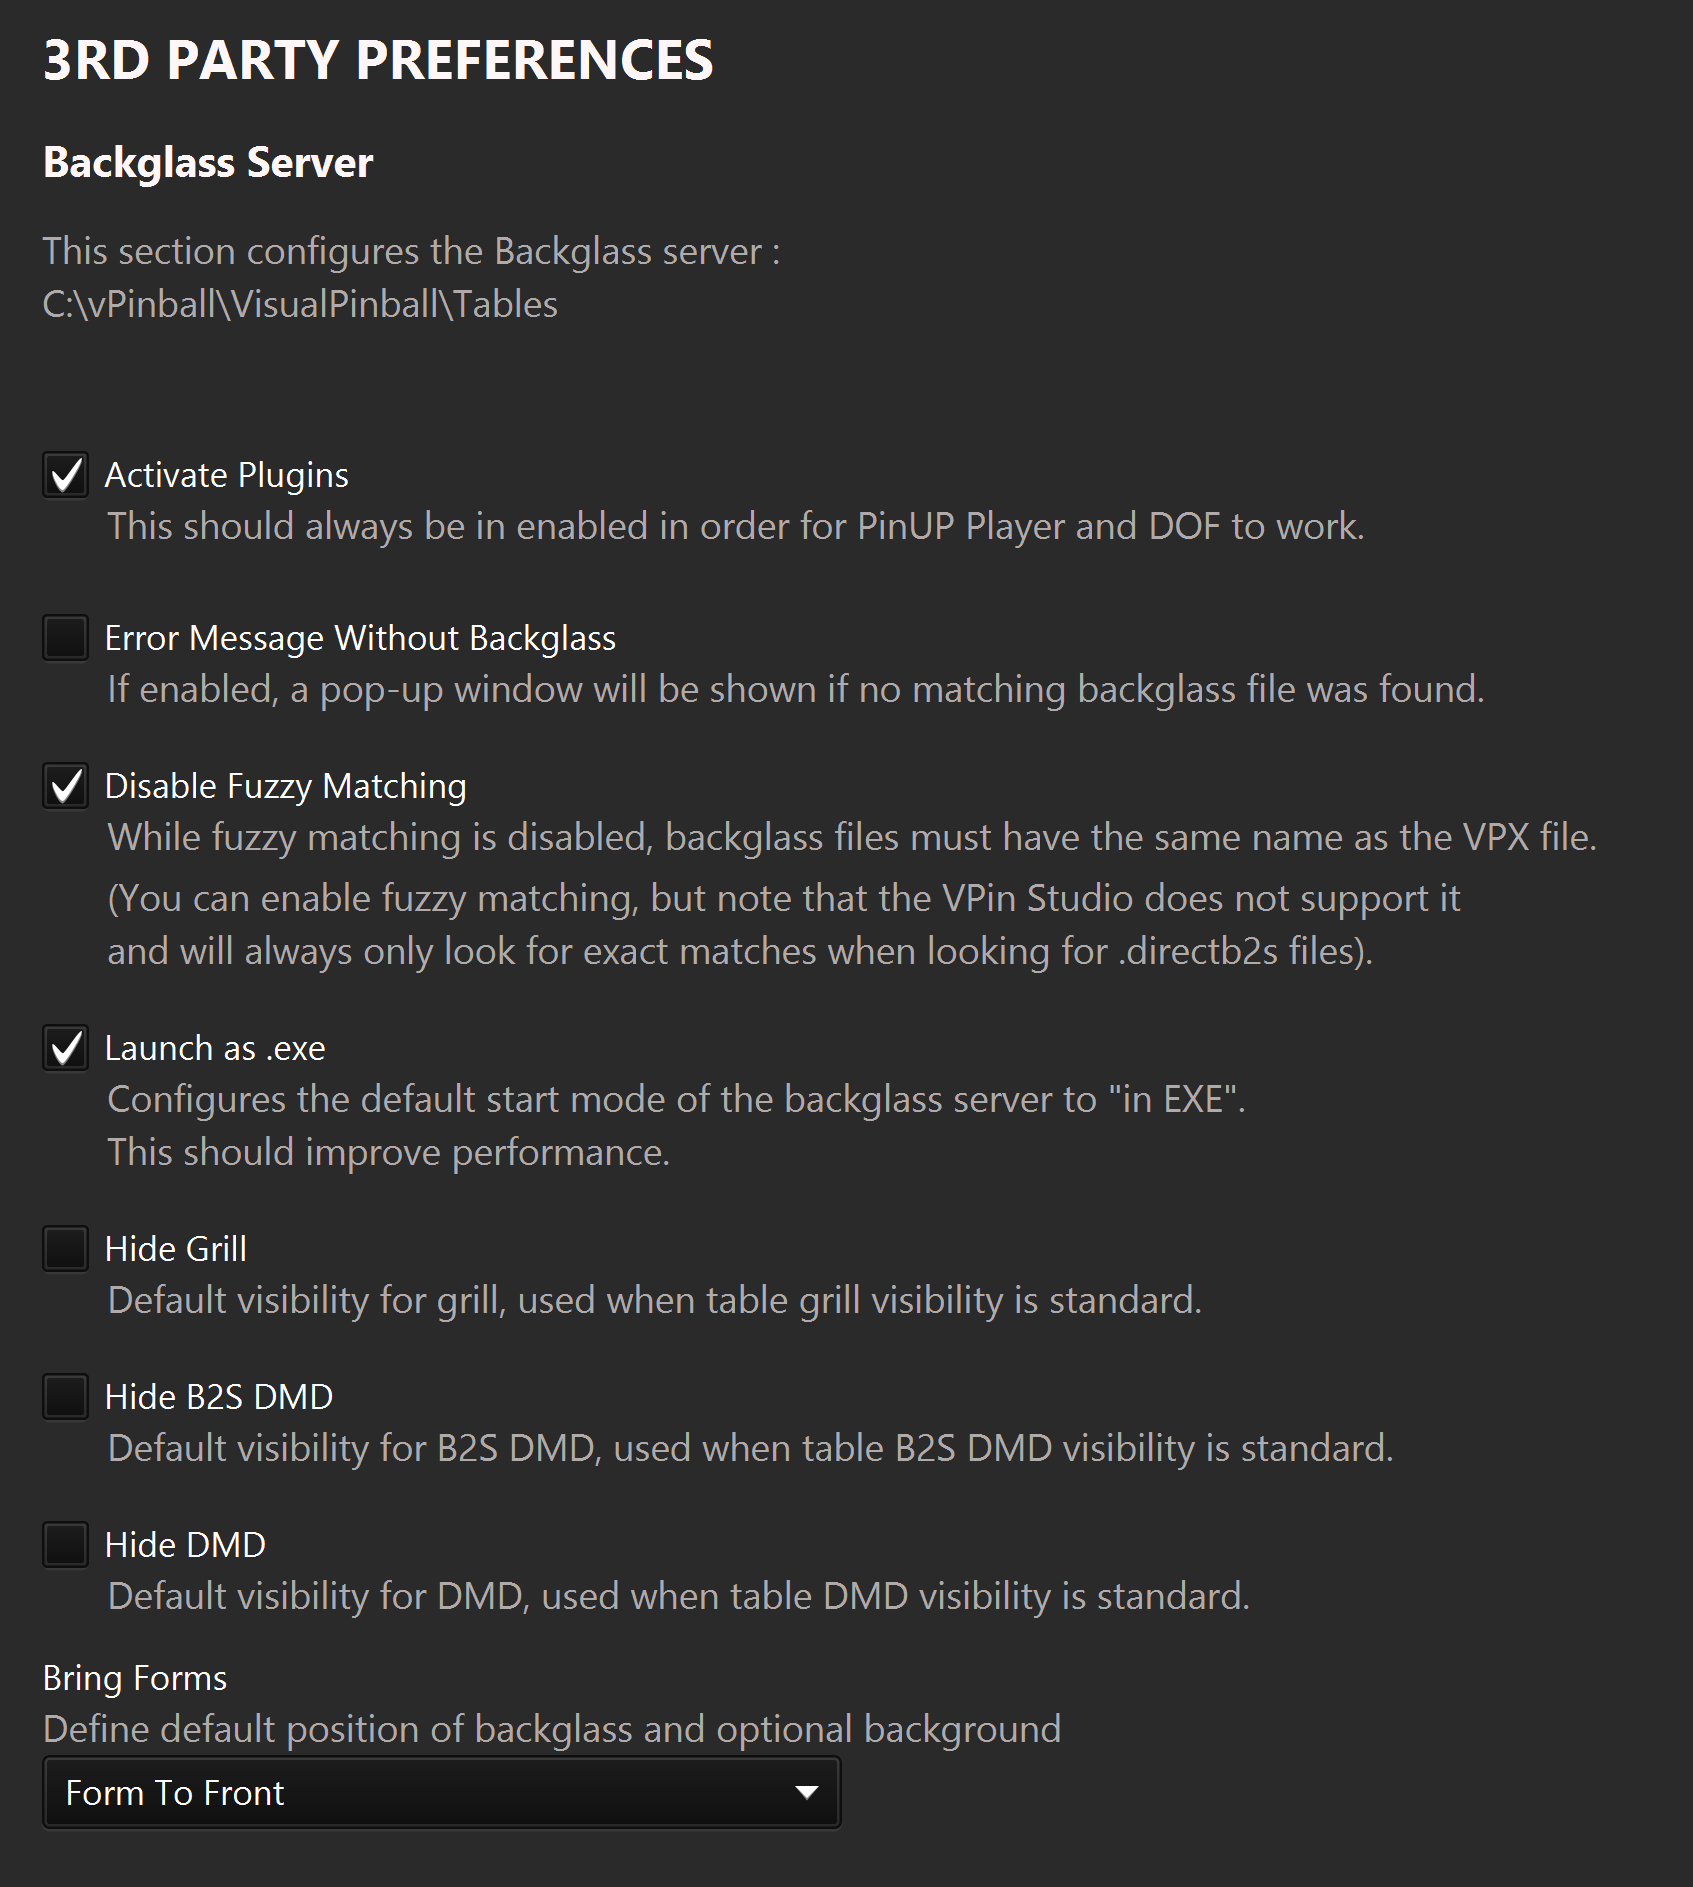 3RD PARTY PREFERENCES
Backglass Server
This section configures the Backglass server :
C:\vPinball\VisualPinball\Tables
Activate Plugins
This should always be in enabled in order for PinUP Player and DOF to work.
Error Message Without Backglass
If enabled, a pop-up window will be shown if no matching backglass file was found.
Disable Fuzzy Matching
While fuzzy matching is disabled, backglass files must have the same name as the VPX file.
(You can enable fuzzy matching, but note that the VPin Studio does not support it
and will always only look for exact matches when looking for .directb2s files).
Launch as .exe
Configures the default start mode of the backglass server to "in EXE".
This should improve performance.
Hide Grill
Default visibility for grill, used when table grill visibility is standard.
Hide B2S DMD
Default visibility for B2S DMD, used when table B2S DMD visibility is standard.
Hide DMD
Default visibility for DMD, used when table DMD visibility is standard.
Bring Forms
Define default position of backglass and optional background
Form To Front